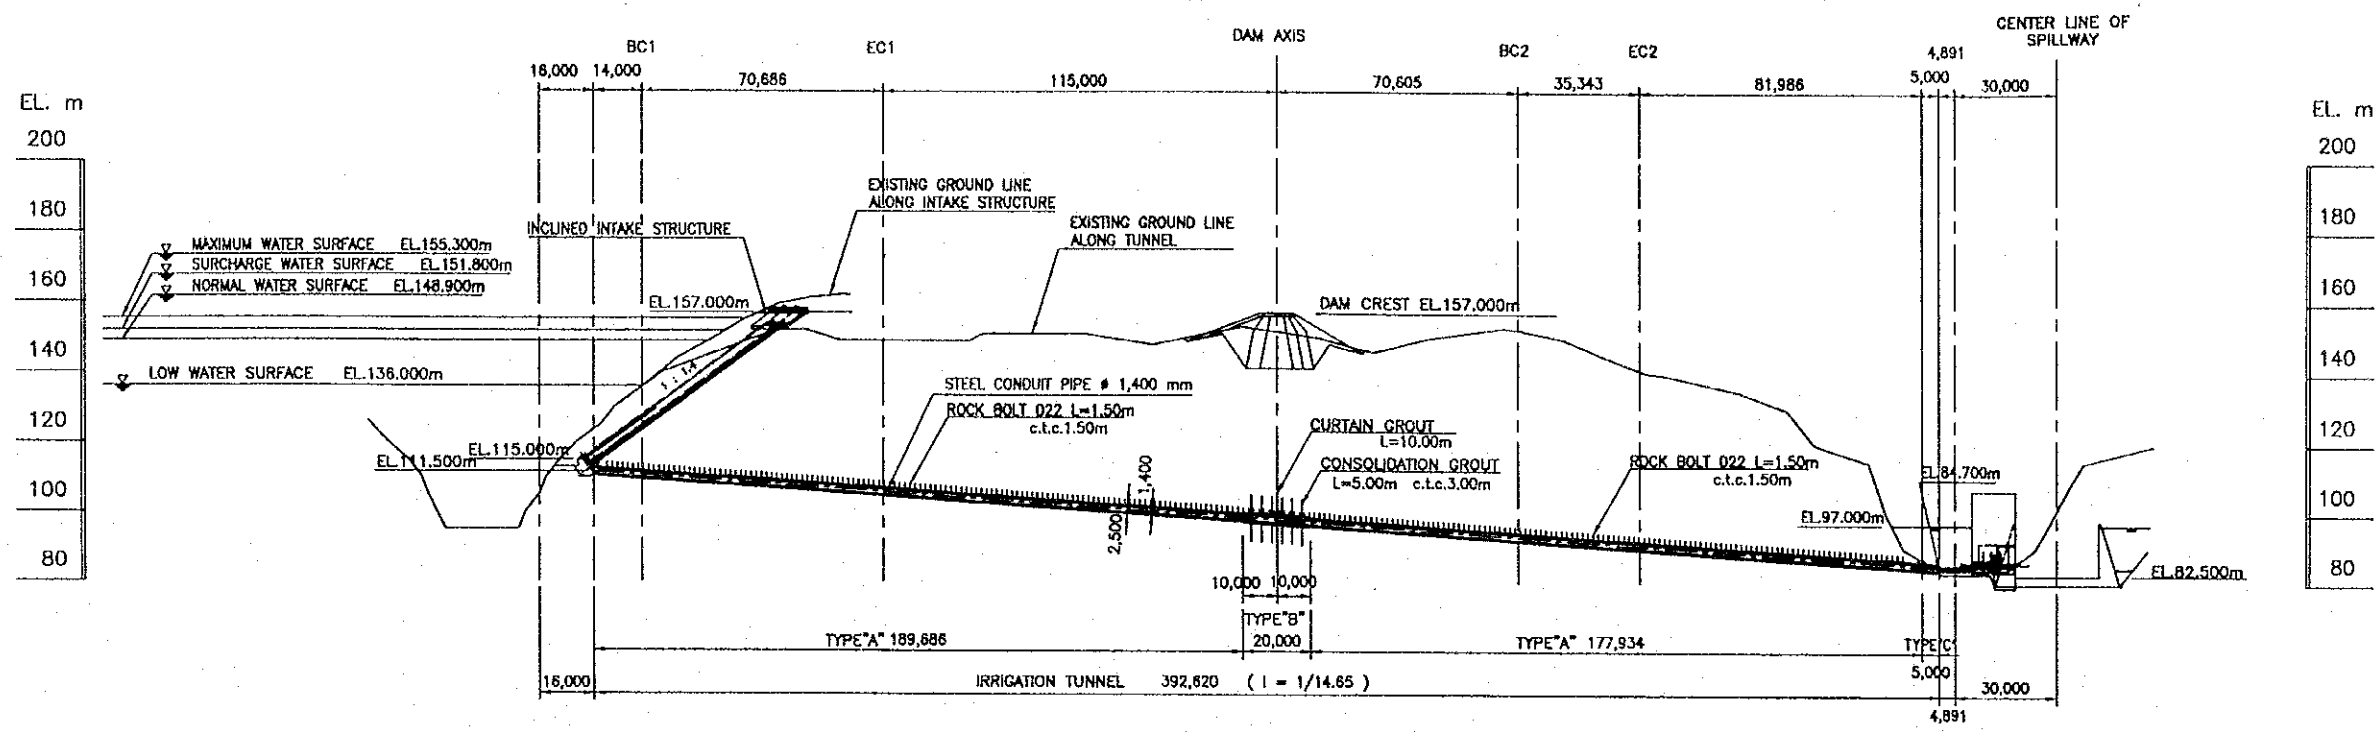 CENTER LINE OF
SPILLWAY
DAM AXIS
BC1
EC1
BC2
EC2
4,891
16,000
14,000
70,686
115,000
70,605
35,343
81,986
5,000
30,000
EL. m
200
180
160
140
120
100
80
EL. m
200
180
160
140
120
100
80
EXISTING GROUND LINE
ALONG INTAKE STRUCTURE
INCLINED INTAKE STRUCTURE
EXISTING GROUND LINE
ALONG TUNNEL
MAXIMUM WATER SURFACE EL.155.300m
SURCHARGE WATER SURFACE EL.151.800m
NORMAL WATER SURFACE EL.148.900m
EL.157.000m
DAM CREST EL.157,000m
LOW WATER SURFACE EL.136.000m
1 : 1.4
STEEL CONDUIT PIPE ø 1,400 mm
ROCK BOLT D22 L=1.50m
c.t.c.1.50m
CURTAIN GROUT
L=10.00m
CONSOLIDATION GROUT
L=5.00m c.t.c.3.00m
ROCK BOLT D22 L=1.50m
c.t.c.1.50m
EL.115.000m
EL.111.500m
1,400
2,500
EL.84.700m
EL.97.000m
EL.82.500m
10,000
10,000
TYPE"B"
20,000
TYPE"A" 189,686
TYPE"A" 177,934
TYPE"C"
5,000
16,000
IRRIGATION TUNNEL 392,620 ( I = 1/14.65 )
30,000
4,891